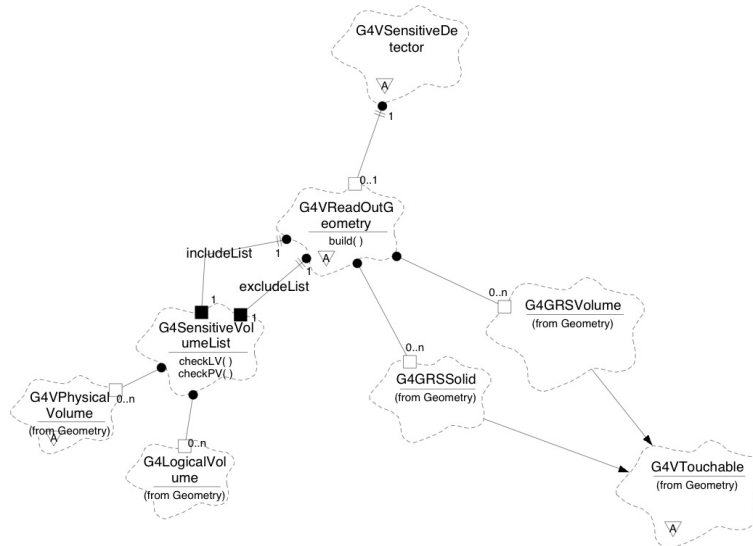 G4VSensitiveDe
tector
A
1
0..1
G4VReadOutG
eometry
build( )
A
1
1
includeList
excludeList
1
1
G4SensitiveVol
umeList
checkLV( )
checkPV( )
0..n
G4GRSVolume
(from Geometry)
0..n
G4GRSSolid
(from Geometry)
G4VPhysical
Volume
(from Geometry)
A
0..n
0..n
G4LogicalVol
ume
(from Geometry)
G4VTouchable
(from Geometry)
A